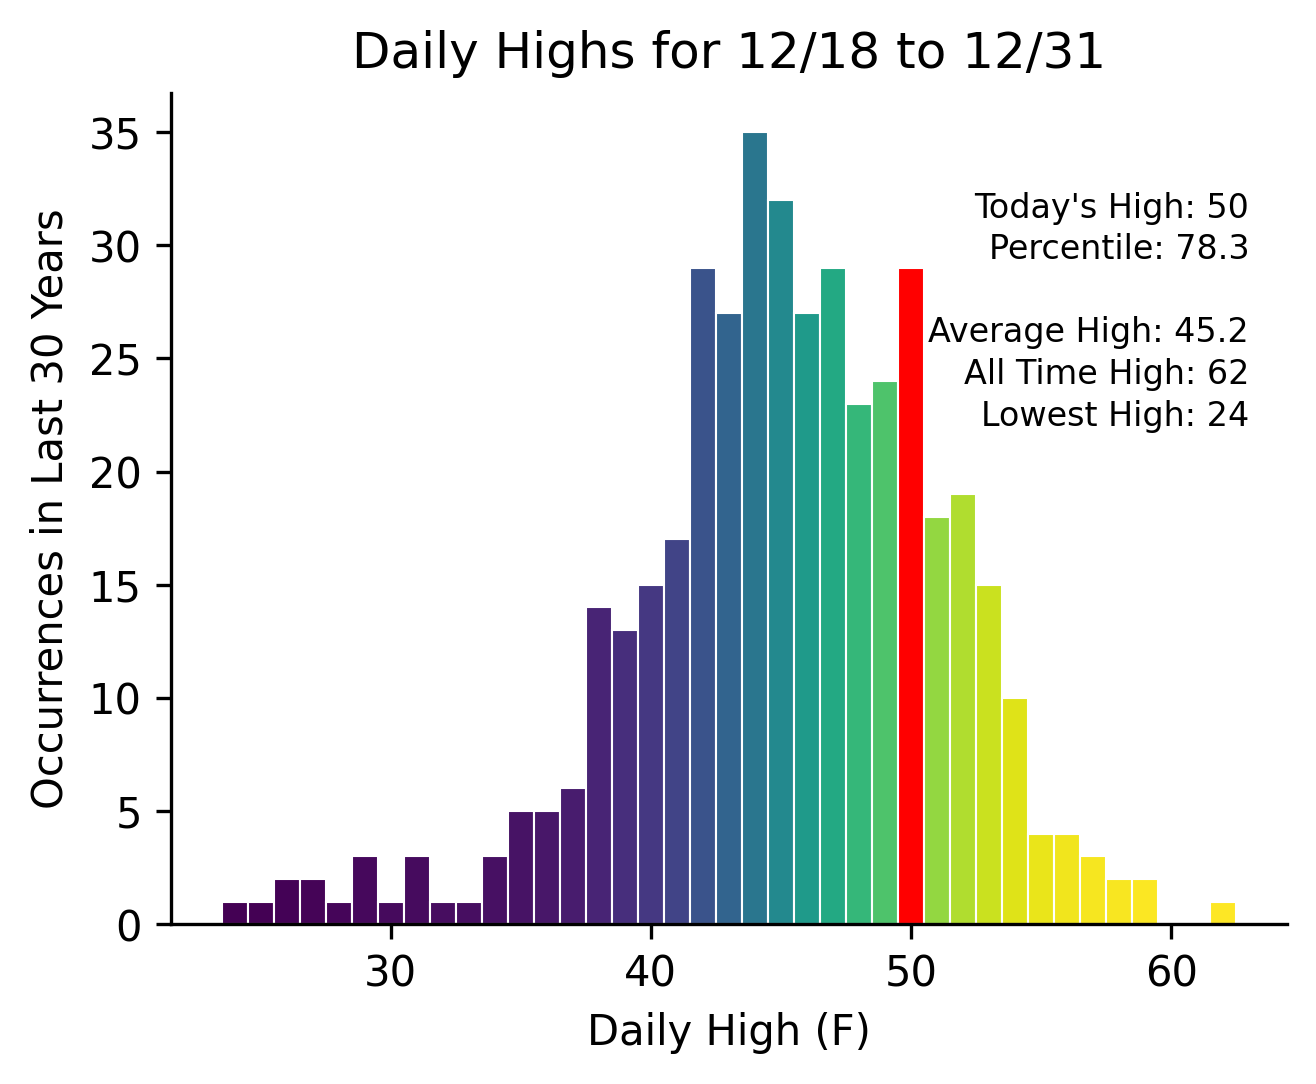 Daily Highs for 12/18 to 12/31
35
30
25
20
15
10
5
0
Occurrences in Last 30 Years
Today's High: 50
Percentile: 78.3
Average High: 45.2
All Time High: 62
Lowest High: 24
30 40 50 60
Daily High (F)